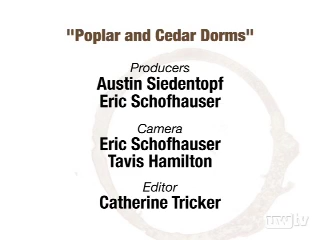 "Poplar and Cedar Dorms"
Producers
Austin Siedentopf
Eric Schofhauser
Camera
Eric Schofhauser
Tavis Hamilton
Editor
Catherine Tricker